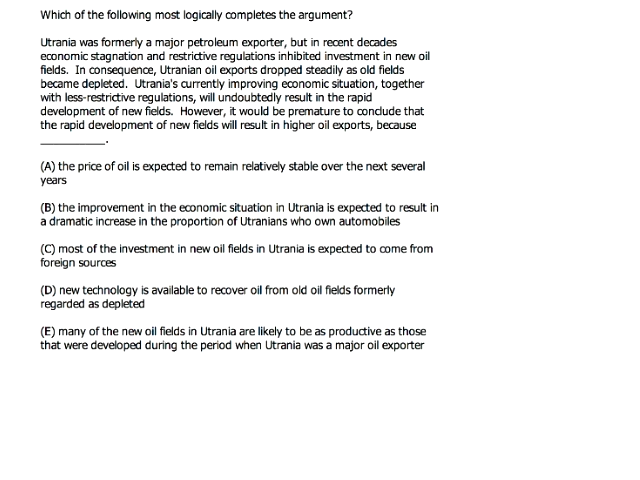 Which of the following most logically completes the argument?
Utrania was formerly a major petroleum exporter, but in recent decades
economic stagnation and restrictive regulations inhibited investment in new oil
fields. In consequence, Utranian oil exports dropped steadily as old fields
became depleted. Utrania's currently improving economic situation, together
with less-restrictive regulations, will undoubtedly result in the rapid
development of new fields. However, it would be premature to conclude that
the rapid development of new fields will result in higher oil exports, because
__________.
(A) the price of oil is expected to remain relatively stable over the next several
years
(B) the improvement in the economic situation in Utrania is expected to result in
a dramatic increase in the proportion of Utranians who own automobiles
(C) most of the investment in new oil fields in Utrania is expected to come from
foreign sources
(D) new technology is available to recover oil from old oil fields formerly
regarded as depleted
(E) many of the new oil fields in Utrania are likely to be as productive as those
that were developed during the period when Utrania was a major oil exporter